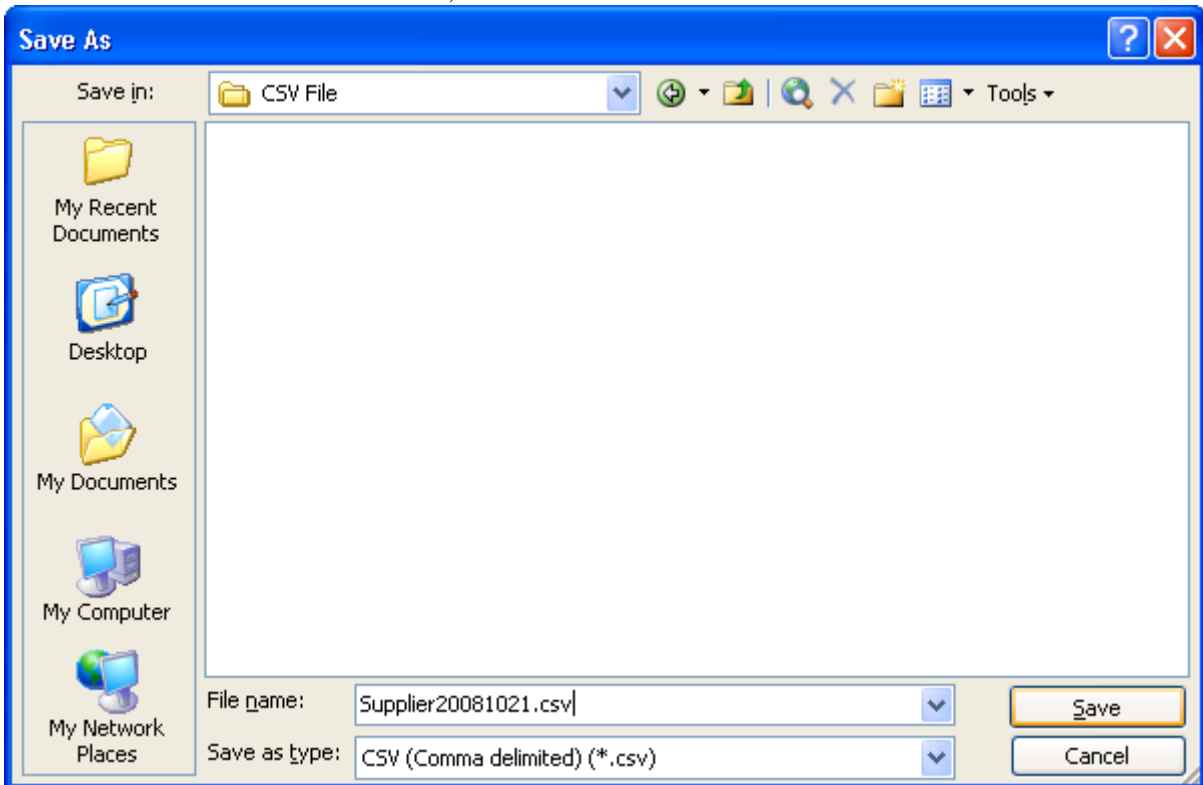 Save As
Save in:
CSV File
Tools
My Recent
Documents
Desktop
My Documents
My Computer
My Network
Places
File name:
Supplier20081021.csv
Save
Save as type:
CSV (Comma delimited) (*.csv)
Cancel